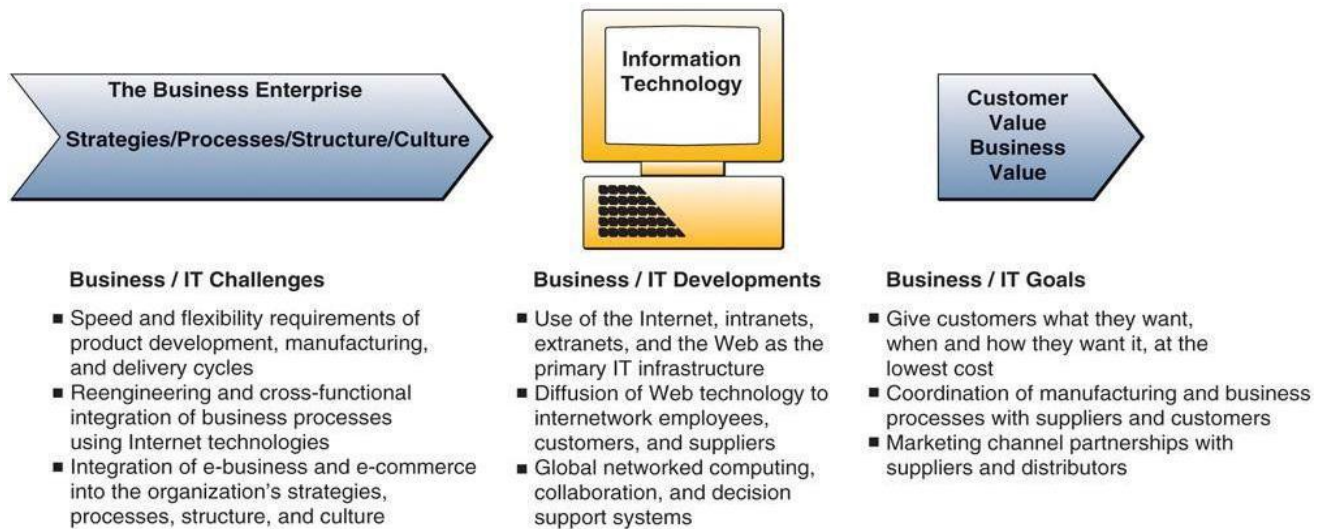 The Business Enterprise
Strategies/Processes/Structure/Culture
Information
Technology
Customer
Value
Business
Value
Business / IT Challenges
■ Speed and flexibility requirements of
product development, manufacturing,
and delivery cycles
■ Reengineering and cross-functional
integration of business processes
using Internet technologies
■ Integration of e-business and e-commerce
into the organization's strategies,
processes, structure, and culture
Business / IT Developments
■ Use of the Internet, intranets,
extranets, and the Web as the
primary IT infrastructure
■ Diffusion of Web technology to
internetwork employees,
customers, and suppliers
■ Global networked computing,
collaboration, and decision
support systems
Business / IT Goals
■ Give customers what they want,
when and how they want it, at the
lowest cost
■ Coordination of manufacturing and business
processes with suppliers and customers
■ Marketing channel partnerships with
suppliers and distributors